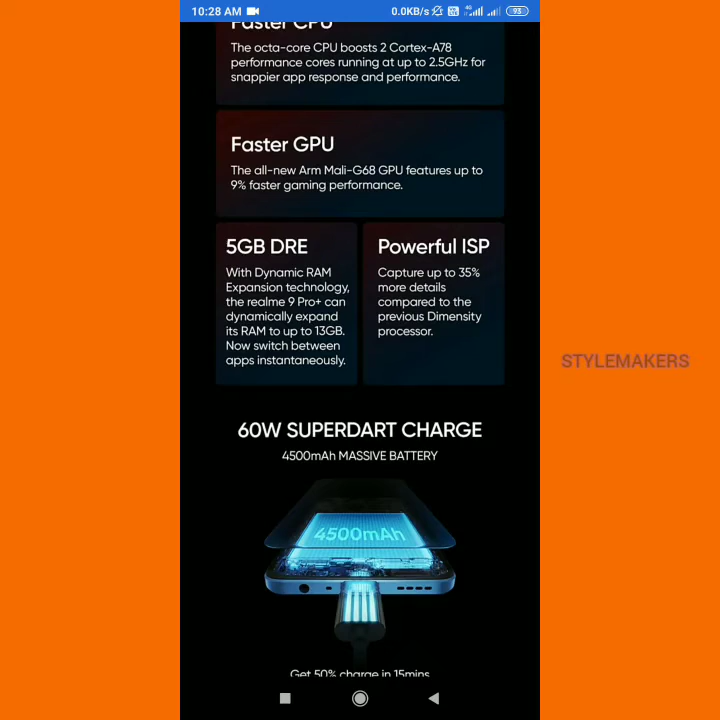 10:28 AM
0.0KB/s
4G
93
Faster CPU
The octa-core CPU boosts 2 Cortex-A78
performance cores running at up to 2.5GHz for
snappier app response and performance.
Faster GPU
The all-new Arm Mali-G68 GPU features up to
9% faster gaming performance.
5GB DRE
With Dynamic RAM
Expansion technology,
the realme 9 Pro+ can
dynamically expand
its RAM to up to 13GB.
Now switch between
apps instantaneously.
Powerful ISP
Capture up to 35%
more details
compared to the
previous Dimensity
processor.
STYLEMAKERS
60W SUPERDART CHARGE
4500mAh MASSIVE BATTERY
4500mAh
Get 50% charge in 15mins